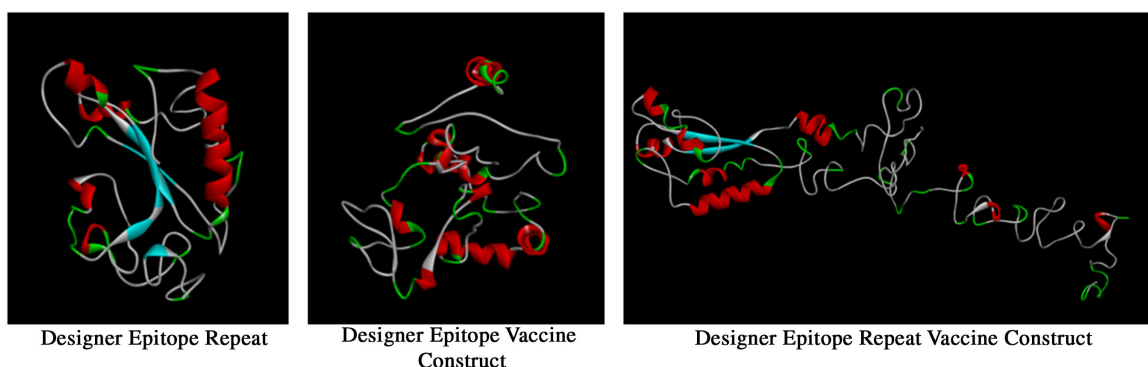 Designer Epitope Repeat
Designer Epitope Vaccine
Construct
Designer Epitope Repeat Vaccine Construct